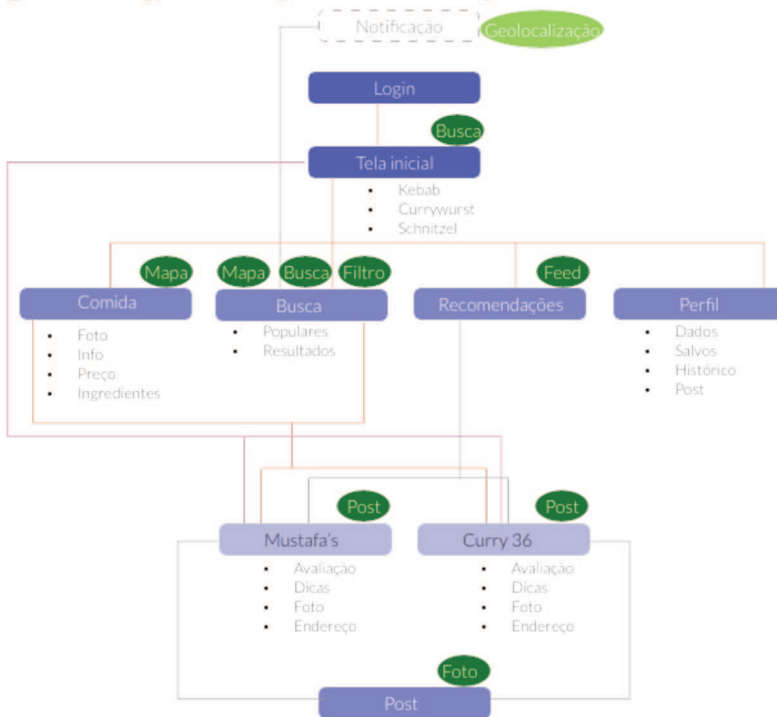 Notificação
Geolocalização
Login
Busca
Tela inicial
• Kebab
• Currywurst
• Schnitzel
Mapa
Mapa
Busca
Filtro
Feed
Comida
Busca
Recomendações
Perfil
• Foto
• Info
• Preço
• Ingredientes
• Populares
• Resultados
• Dados
• Salvos
• Histórico
• Post
Post
Post
Mustafa's
Curry 36
• Avaliação
• Dicas
• Foto
• Endereço
• Avaliação
• Dicas
• Foto
• Endereço
Foto
Post